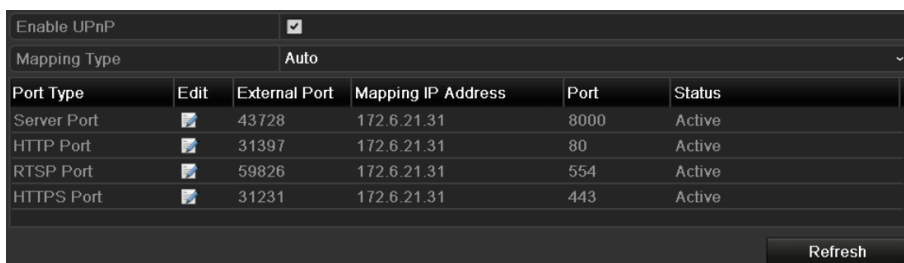 Enable UPnP
Mapping Type Auto
Port Type Edit External Port Mapping IP Address Port Status
Server Port 43728 172.6.21.31 8000 Active
HTTP Port 31397 172.6.21.31 80 Active
RTSP Port 59826 172.6.21.31 554 Active
HTTPS Port 31231 172.6.21.31 443 Active
Refresh